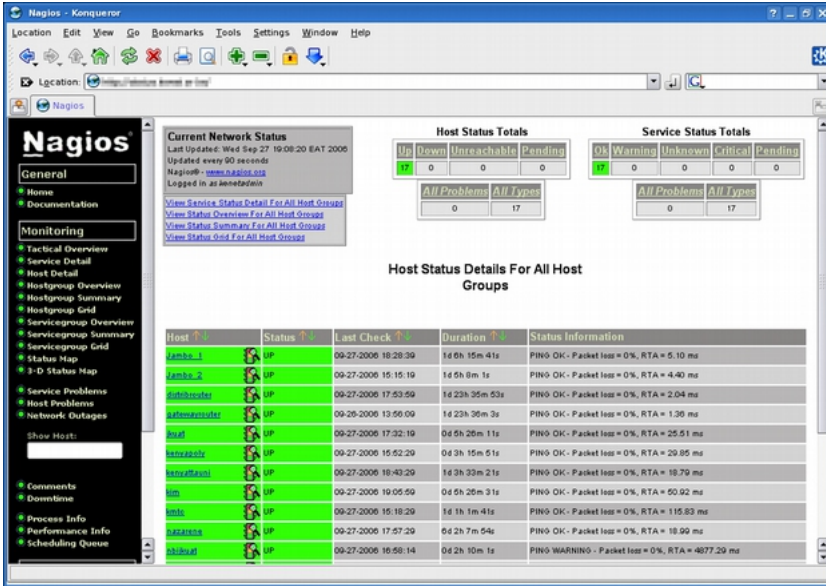 Nagios - Konqueror
Location Edit View Go Bookmarks Tools Settings Window Help
Location:
Nagios
Nagios
General
Home
Documentation
Monitoring
Tactical Overview
Service Detail
Host Detail
Hostgroup Overview
Hostgroup Summary
Hostgroup Grid
Servicegroup Overview
Servicegroup Summary
Servicegroup Grid
Status Map
3-D Status Map
Service Problems
Host Problems
Network Outages
Show Host:
Comments
Downtime
Process Info
Performance Info
Scheduling Queue
Current Network Status
Last Updated: Wed Sep 27 19:08:20 EAT 2006
Updated every 90 seconds
Nagios® - www.nagios.org
Logged in as kenetadmin
View Service Status Detail For All Host Groups
View Status Overview For All Host Groups
View Status Summary For All Host Groups
View Status Grid For All Host Groups
Host Status Totals
Up Down Unreachable Pending
17 0 0 0
All Problems All Types
0 17
Service Status Totals
Ok Warning Unknown Critical Pending
17 0 0 0 0
All Problems All Types
0 17
Host Status Details For All Host
Groups
Host Status Last Check Duration Status Information
Jambo_1 UP 09-27-2006 18:28:39 1d 6h 15m 41s PING OK - Packet loss = 0%, RTA = 5.10 ms
Jambo_2 UP 09-27-2006 15:15:19 1d 5h 8m 1s PING OK - Packet loss = 0%, RTA = 4.40 ms
distribrouter UP 09-27-2006 17:53:59 1d 23h 35m 53s PING OK - Packet loss = 0%, RTA = 2.04 ms
gatewayrouter UP 09-26-2006 13:56:09 1d 23h 36m 3s PING OK - Packet loss = 0%, RTA = 1.36 ms
jkuat UP 09-27-2006 17:32:19 0d 5h 26m 11s PING OK - Packet loss = 0%, RTA = 25.51 ms
kenyapoly UP 09-27-2006 15:52:29 0d 3h 15m 51s PING OK - Packet loss = 0%, RTA = 29.85 ms
kenyattauni UP 09-27-2006 18:43:29 1d 3h 33m 21s PING OK - Packet loss = 0%, RTA = 18.79 ms
kim UP 09-27-2006 19:05:59 0d 5h 26m 31s PING OK - Packet loss = 0%, RTA = 50.92 ms
kmtc UP 09-27-2006 15:18:29 1d 1h 1m 41s PING OK - Packet loss = 0%, RTA = 115.83 ms
nazarene UP 09-27-2006 17:57:29 6d 2h 7m 54s PING OK - Packet loss = 0%, RTA = 18.99 ms
nbikuat UP 09-27-2006 16:58:14 0d 2h 10m 1s PING WARNING - Packet loss = 0%, RTA = 4877.29 ms